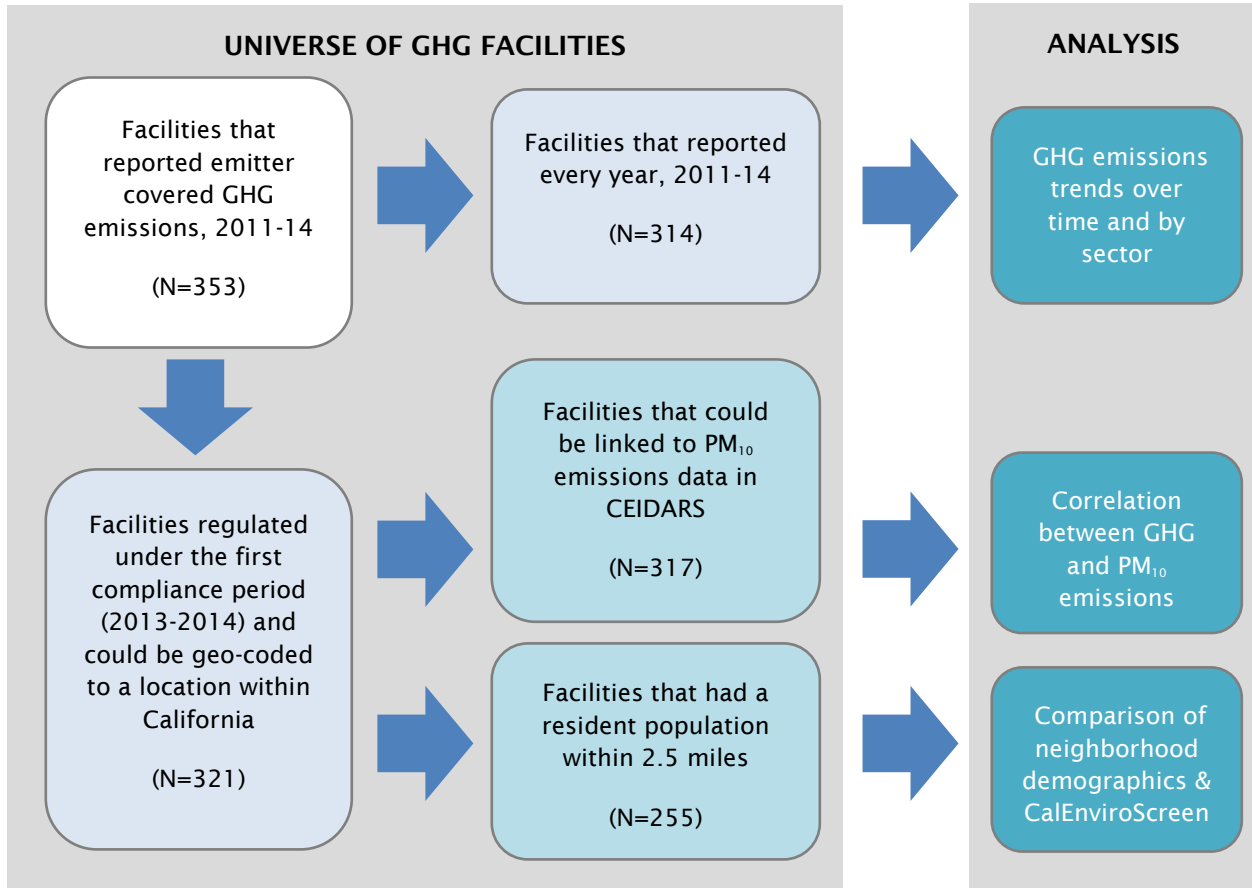 UNIVERSE OF GHG FACILITIES
Facilities that
reported emitter
covered GHG
emissions, 2011-14
(N=353)
Facilities that reported
every year, 2011-14
(N=314)
Facilities regulated
under the first
compliance period
(2013-2014) and
could be geo-coded
to a location within
California
(N=321)
Facilities that could
be linked to PM₁₀
emissions data in
CEIDARS
(N=317)
Facilities that had a
resident population
within 2.5 miles
(N=255)
ANALYSIS
GHG emissions
trends over
time and by
sector
Correlation
between GHG
and PM₁₀
emissions
Comparison of
neighborhood
demographics &
CalEnviroScreen